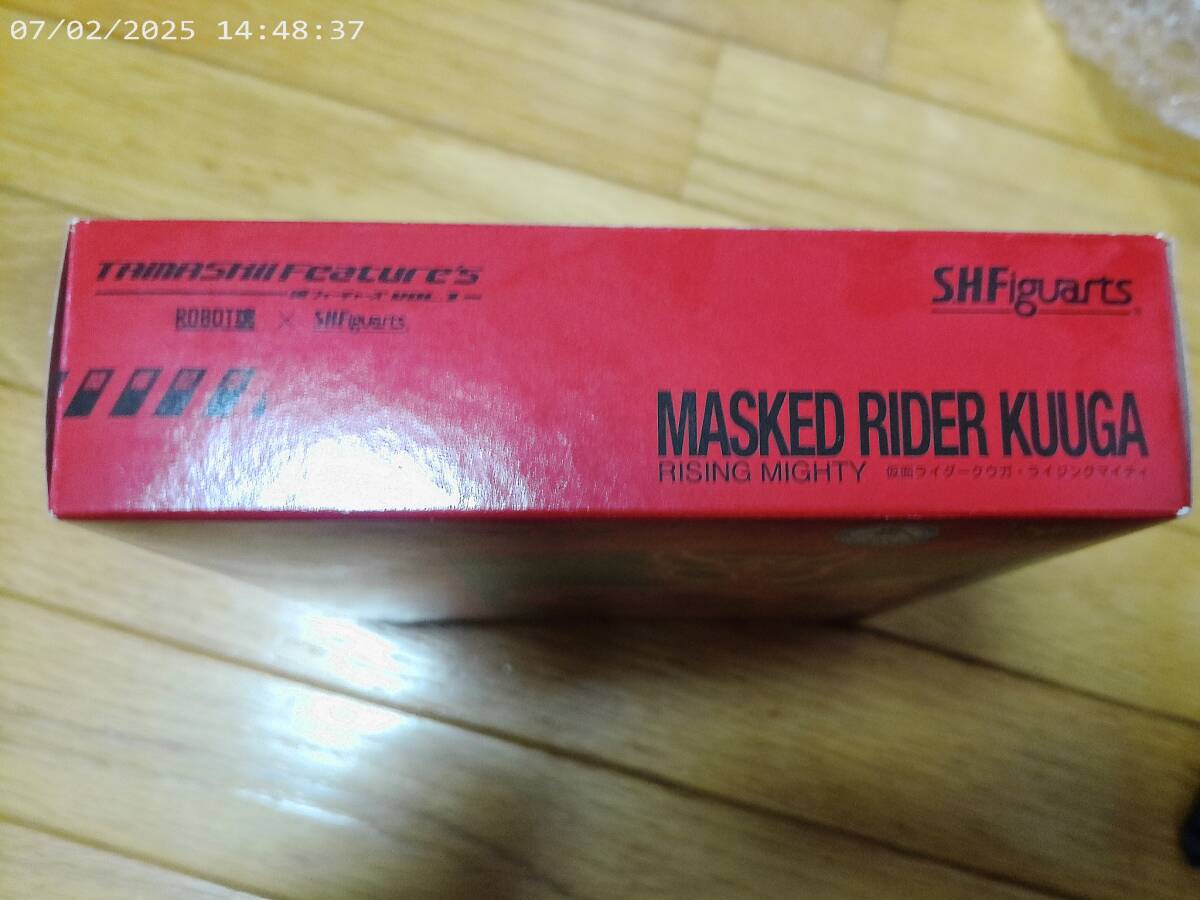 07/02/2025 14:48:37
TAMASHII Feature's
魂フィーチャーズ VOL.1
ROBOT魂 × S.H.Figuarts
S.H.Figuarts
MASKED RIDER KUUGA
RISING MIGHTY 仮面ライダークウガ・ライジングマイティ